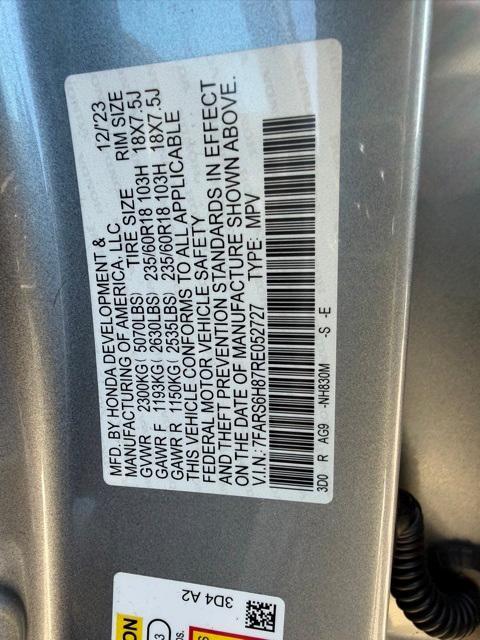 MFD. BY HONDA DEVELOPMENT &
MANUFACTURING OF AMERICA, LLC 12/'23
GVWR 2300KG( 5070LBS) TIRE SIZE RIM SIZE
GAWR F 1193KG( 2630LBS) 235/60R18 103H 18X7.5J
GAWR R 1150KG( 2535LBS) 235/60R18 103H 18X7.5J
THIS VEHICLE CONFORMS TO ALL APPLICABLE
FEDERAL MOTOR VEHICLE SAFETY
AND THEFT PREVENTION STANDARDS IN EFFECT
ON THE DATE OF MANUFACTURE SHOWN ABOVE.
V.I.N.: 7FARS6H87RE052727 TYPE: MPV
3D0 R AG9 -NH830M -S -E
3D4 A2
ON
3